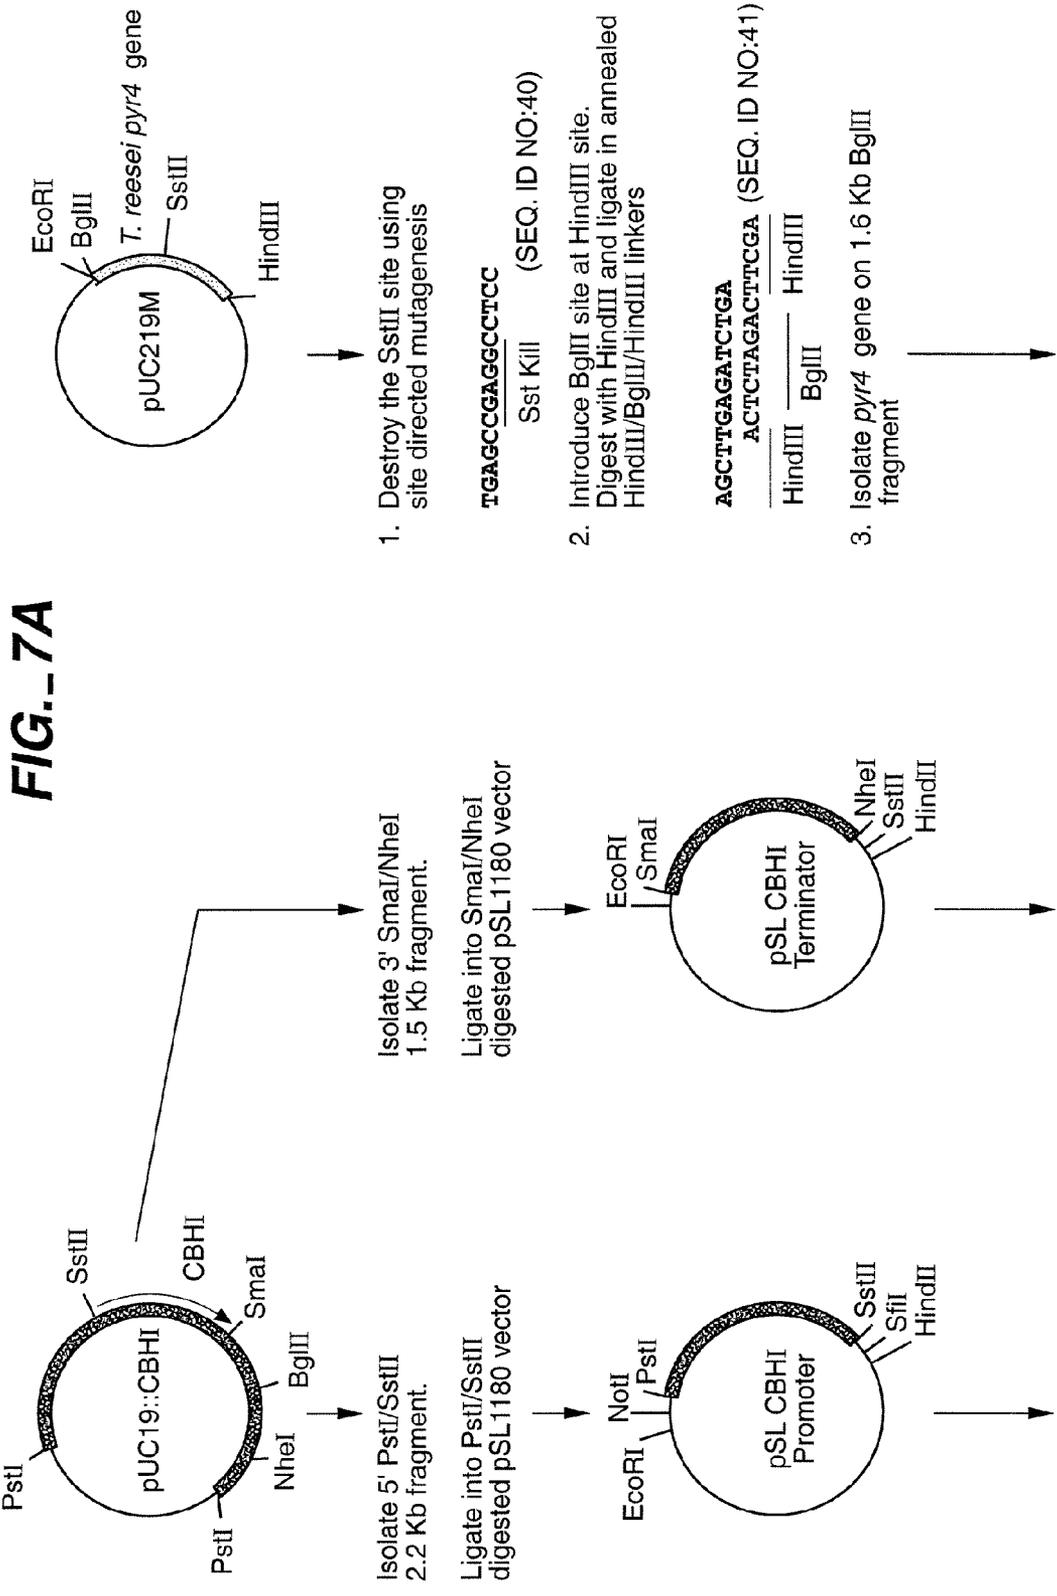 FIG._7A
PstI
SstII
CBHI
pUC19::CBHI
SmaI
BglII
NheI
PstI
Isolate 5' PstI/SstII
2.2 Kb fragment.
Ligate into PstI/SstII
digested pSL1180 vector
EcoRI
NotI
PstI
pSL CBHI
Promoter
SstII
SfiI
HindII
Isolate 3' SmaI/NheI
1.5 Kb fragment.
Ligate into SmaI/NheI
digested pSL1180 vector
EcoRI
SmaI
pSL CBHI
Terminator
NheI
SstII
HindII
EcoRI
BglII
T. reesei pyr4 gene
SstII
pUC219M
HindIII
1. Destroy the SstII site using
site directed mutagenesis
TGAGCCGAGGCCTCC
Sst Kill (SEQ. ID NO:40)
2. Introduce BglII site at HindIII site.
Digest with HindIII and ligate in annealed
HindIII/BglII/HindIII linkers
AGCTTGAGATCTGA
ACTCTAGACTTCGA (SEQ. ID NO:41)
HindIII BglII HindIII
3. Isolate pyr4 gene on 1.6 Kb BglII
fragment